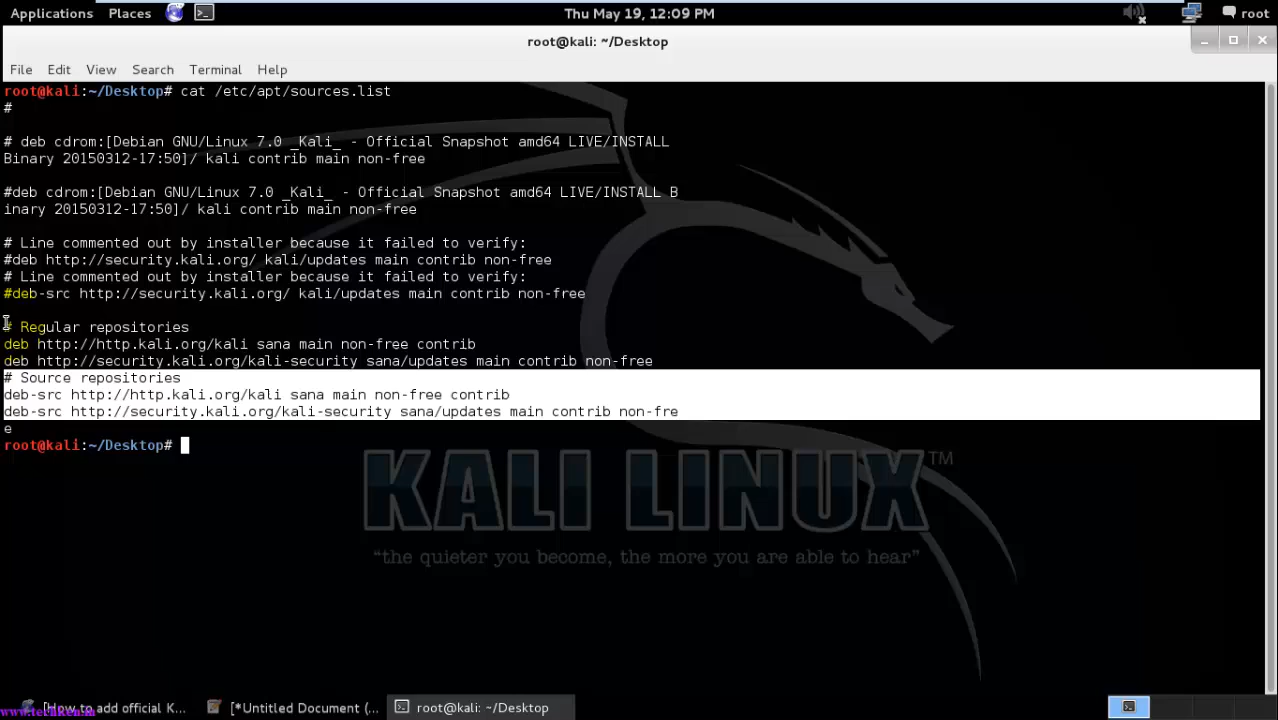 Applications Places Thu May 19, 12:09 PM root
root@kali: ~/Desktop
File Edit View Search Terminal Help
root@kali:~/Desktop# cat /etc/apt/sources.list
#
# deb cdrom:[Debian GNU/Linux 7.0 _Kali_ - Official Snapshot amd64 LIVE/INSTALL
Binary 20150312-17:50]/ kali contrib main non-free
#deb cdrom:[Debian GNU/Linux 7.0 _Kali_ - Official Snapshot amd64 LIVE/INSTALL B
inary 20150312-17:50]/ kali contrib main non-free
# Line commented out by installer because it failed to verify:
#deb http://security.kali.org/ kali/updates main contrib non-free
# Line commented out by installer because it failed to verify:
#deb-src http://security.kali.org/ kali/updates main contrib non-free
# Regular repositories
deb http://http.kali.org/kali sana main non-free contrib
deb http://security.kali.org/kali-security sana/updates main contrib non-free
# Source repositories
deb-src http://http.kali.org/kali sana main non-free contrib
deb-src http://security.kali.org/kali-security sana/updates main contrib non-fre
e
root@kali:~/Desktop#
KALI LINUX ™
“the quieter you become, the more you are able to hear”
[How to add official K... [*Untitled Document (... root@kali: ~/Desktop
www.techken.in